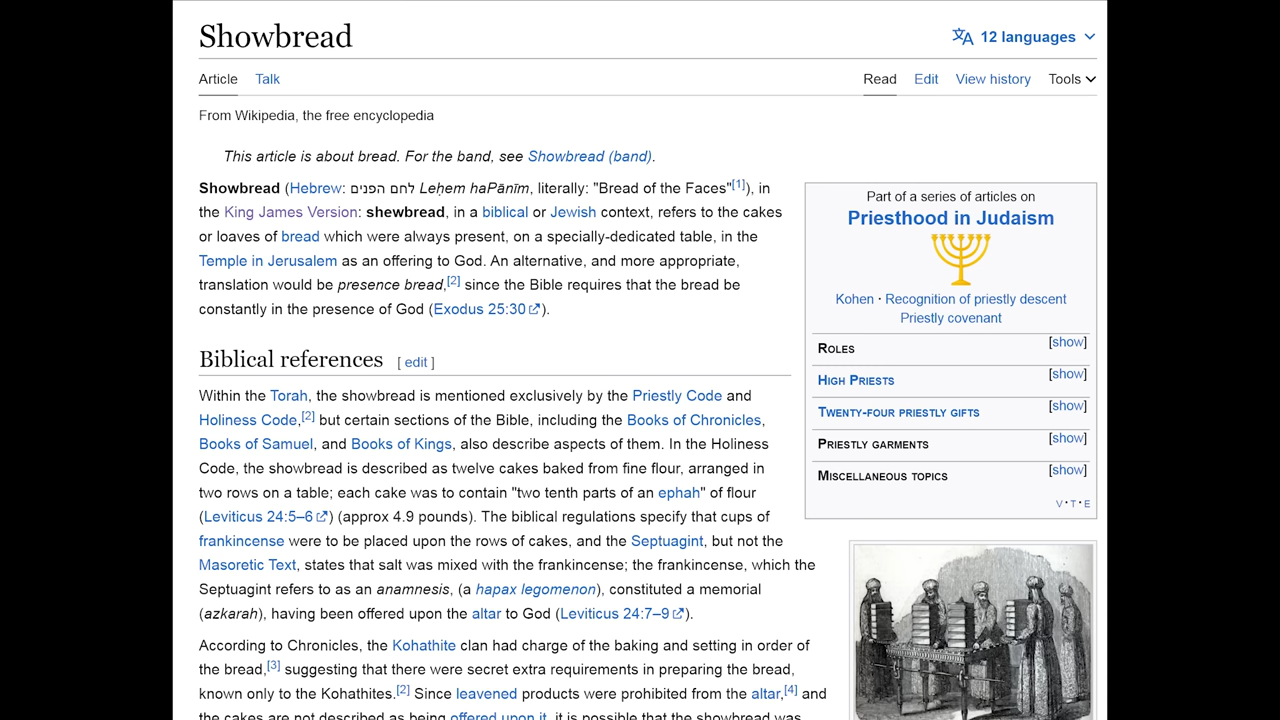 Showbread
12 languages
Article Talk Read Edit View history Tools
From Wikipedia, the free encyclopedia
This article is about bread. For the band, see Showbread (band).
Showbread (Hebrew: לחם הפנים Leḥem haPānīm, literally: "Bread of the Faces"[1]), in
the King James Version: shewbread, in a biblical or Jewish context, refers to the cakes
or loaves of bread which were always present, on a specially-dedicated table, in the
Temple in Jerusalem as an offering to God. An alternative, and more appropriate,
translation would be presence bread,[2] since the Bible requires that the bread be
constantly in the presence of God (Exodus 25:30).
Part of a series of articles on
Priesthood in Judaism
Kohen · Recognition of priestly descent
Priestly covenant
Roles [show]
High Priests [show]
Twenty-four priestly gifts [show]
Priestly garments [show]
Miscellaneous topics [show]
V·T·E
Biblical references [ edit ]
Within the Torah, the showbread is mentioned exclusively by the Priestly Code and
Holiness Code,[2] but certain sections of the Bible, including the Books of Chronicles,
Books of Samuel, and Books of Kings, also describe aspects of them. In the Holiness
Code, the showbread is described as twelve cakes baked from fine flour, arranged in
two rows on a table; each cake was to contain "two tenth parts of an ephah" of flour
(Leviticus 24:5–6) (approx 4.9 pounds). The biblical regulations specify that cups of
frankincense were to be placed upon the rows of cakes, and the Septuagint, but not the
Masoretic Text, states that salt was mixed with the frankincense; the frankincense, which the
Septuagint refers to as an anamnesis, (a hapax legomenon), constituted a memorial
(azkarah), having been offered upon the altar to God (Leviticus 24:7–9).
According to Chronicles, the Kohathite clan had charge of the baking and setting in order of
the bread,[3] suggesting that there were secret extra requirements in preparing the bread,
known only to the Kohathites.[2] Since leavened products were prohibited from the altar,[4] and
the cakes are not described as being offered upon it, it is possible that the showbread was